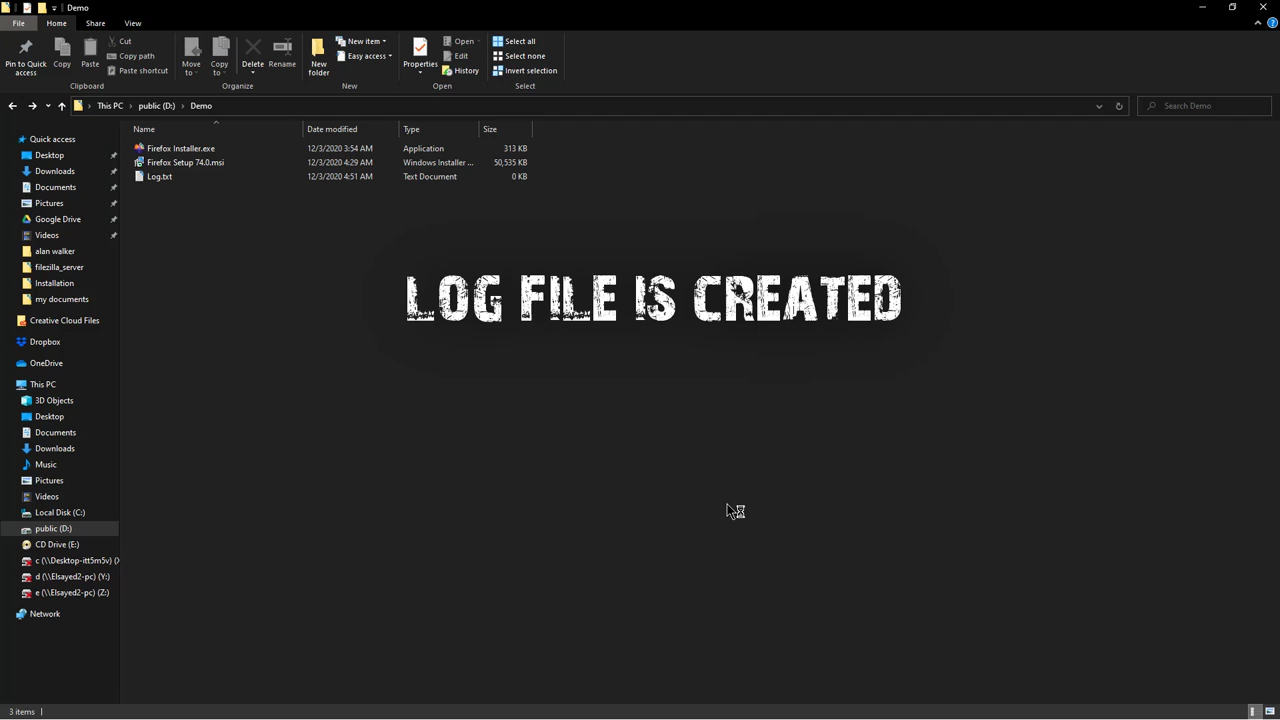 Demo
File
Home
Share
View
Pin to Quick
access
Copy
Paste
Cut
Copy path
Paste shortcut
Clipboard
Move
to
Copy
to
Delete
Rename
Organize
New
folder
New item
Easy access
New
Properties
Open
Edit
History
Open
Select all
Select none
Invert selection
Select
This PC
public (D:)
Demo
Search Demo
Name
Date modified
Type
Size
Firefox Installer.exe 12/3/2020 3:54 AM Application 313 KB
Firefox Setup 74.0.msi 12/3/2020 4:29 AM Windows Installer ... 50,535 KB
Log.txt 12/3/2020 4:51 AM Text Document 0 KB
LOG FILE IS CREATED
Quick access
Desktop
Downloads
Documents
Pictures
Google Drive
Videos
alan walker
filezilla_server
Installation
my documents
Creative Cloud Files
Dropbox
OneDrive
This PC
3D Objects
Desktop
Documents
Downloads
Music
Pictures
Videos
Local Disk (C:)
public (D:)
CD Drive (E:)
c (\\Desktop-itt5m5v) (X
d (\\Elsayed2-pc) (Y:)
e (\\Elsayed2-pc) (Z:)
Network
3 items